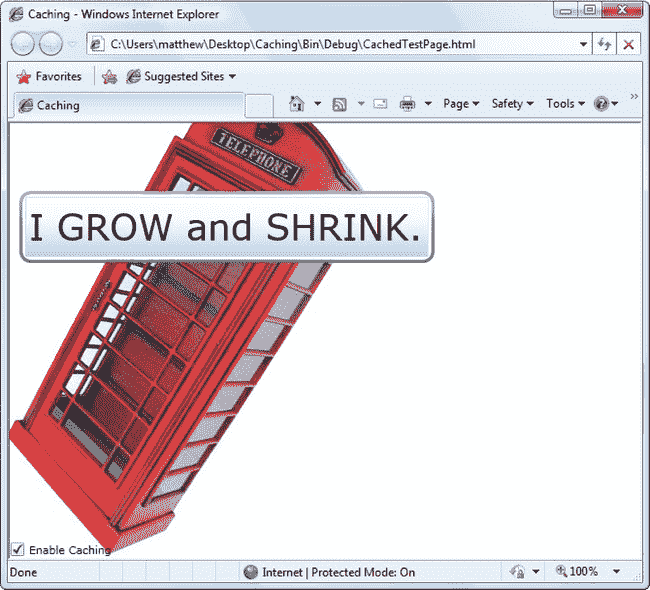 Caching - Windows Internet Explorer
C:\Users\matthew\Desktop\Caching\Bin\Debug\CachedTestPage.html
Favorites Suggested Sites
Caching Page Safety Tools »
TELEPHONE
I GROW and SHRINK.
Enable Caching
Done Internet | Protected Mode: On 100%